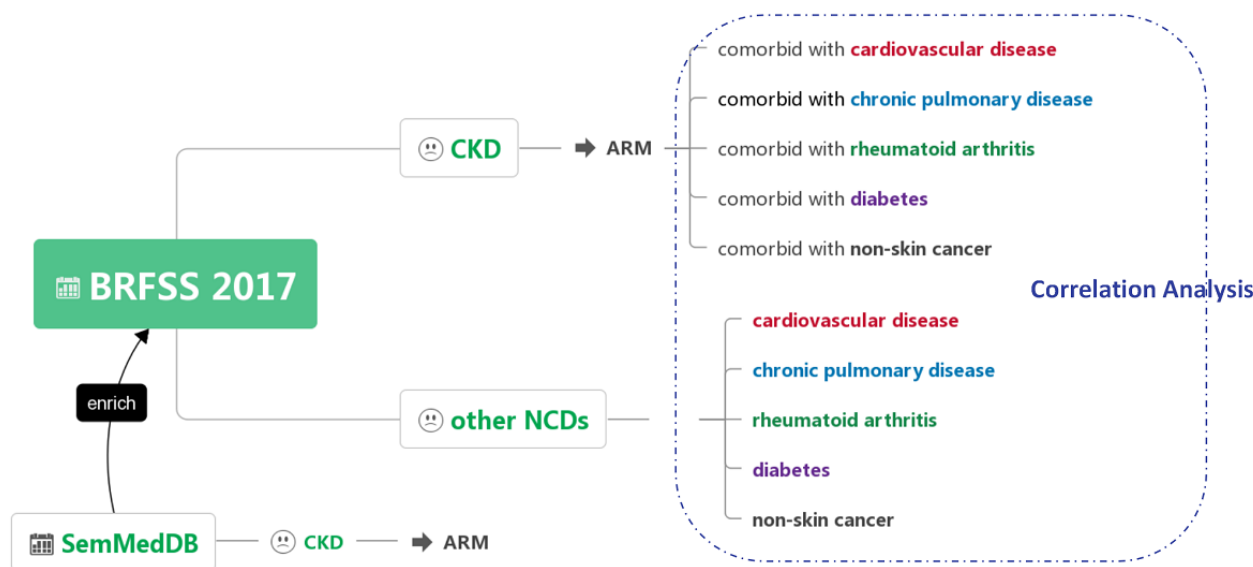 comorbid with cardiovascular disease
comorbid with chronic pulmonary disease
CKD
ARM
comorbid with rheumatoid arthritis
comorbid with diabetes
comorbid with non-skin cancer
BRFSS 2017
Correlation Analysis
cardiovascular disease
chronic pulmonary disease
enrich
other NCDs
rheumatoid arthritis
diabetes
non-skin cancer
SemMedDB
CKD
ARM